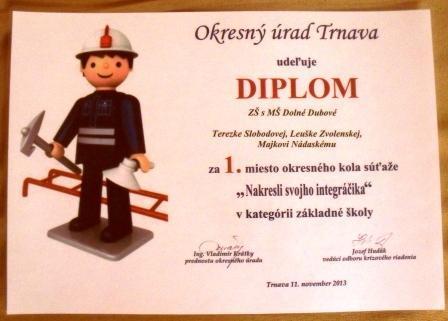 Okresný úrad Trnava
udeľuje
DIPLOM
ZŠ s MŠ Dolné Dubové
Terezke Slobodovej, Leuške Zvolenskej,
Majkovi Nádaskému
za 1. miesto okresného kola súťaže
„Nakresli svojho integráčika“
v kategórii základné školy
Ing. Vladimír Krátky
prednosta okresného úradu
Jozef Hudák
vedúci odboru krízového riadenia
Trnava 11. november 2013